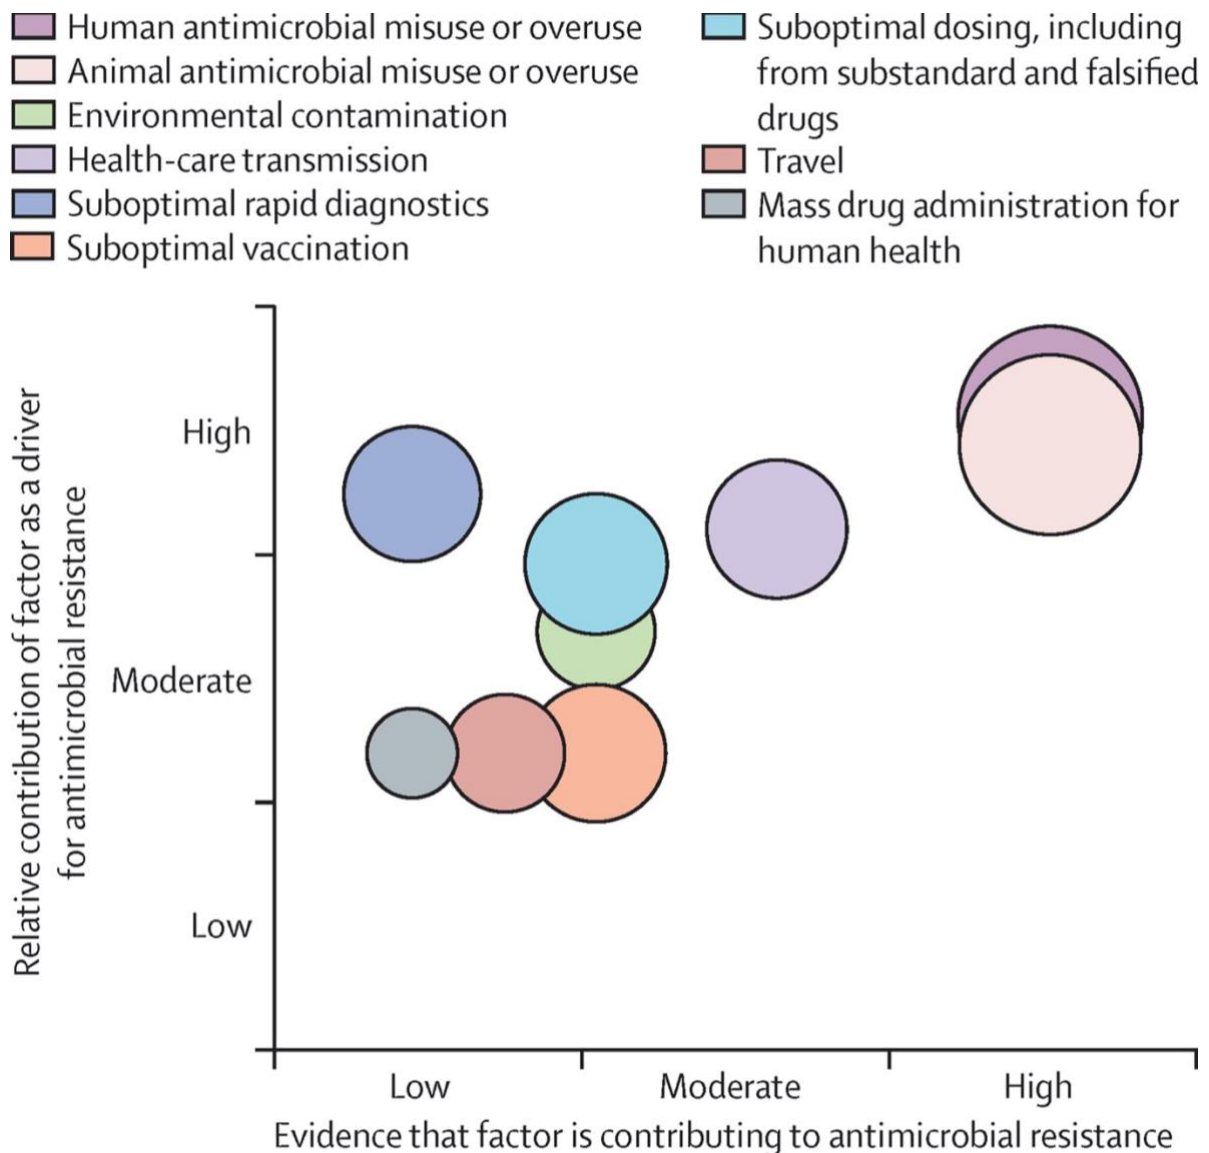 Human antimicrobial misuse or overuse
Animal antimicrobial misuse or overuse
Environmental contamination
Health-care transmission
Suboptimal rapid diagnostics
Suboptimal vaccination
Suboptimal dosing, including
from substandard and falsified
drugs
Travel
Mass drug administration for
human health
Relative contribution of factor as a driver
for antimicrobial resistance
High
Moderate
Low
Low
Moderate
High
Evidence that factor is contributing to antimicrobial resistance